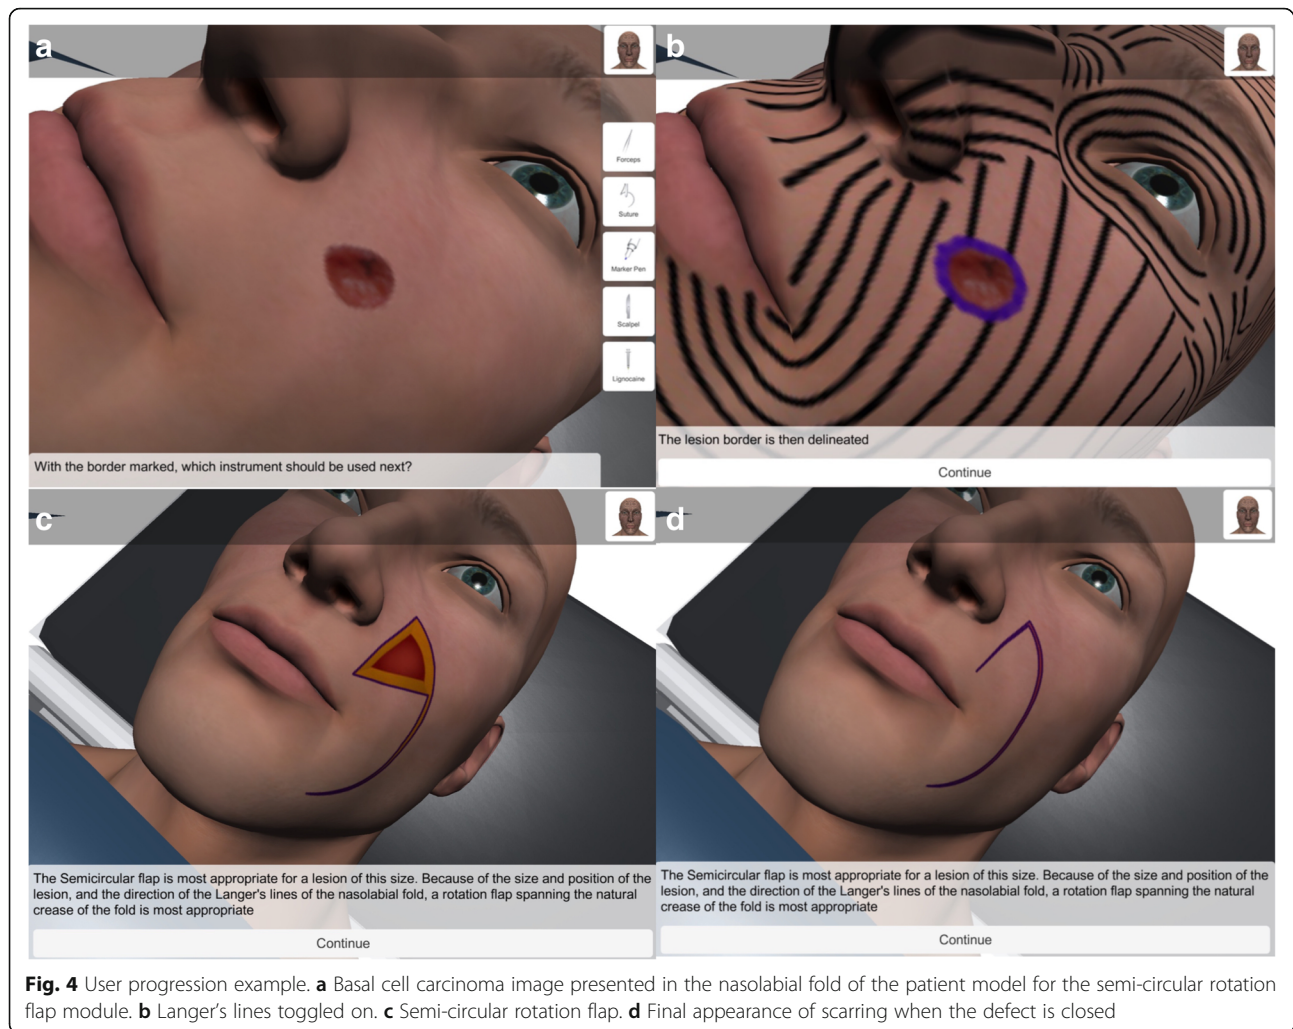 a
Forceps
Suture
Marker Pen
Scalpel
Lignocaine
With the border marked, which instrument should be used next?
b
The lesion border is then delineated
Continue
c
The Semicircular flap is most appropriate for a lesion of this size. Because of the size and position of the
lesion, and the direction of the Langer's lines of the nasolabial fold, a rotation flap spanning the natural
crease of the fold is most appropriate
Continue
d
The Semicircular flap is most appropriate for a lesion of this size. Because of the size and position of the
lesion, and the direction of the Langer's lines of the nasolabial fold, a rotation flap spanning the natural
crease of the fold is most appropriate
Continue
Fig. 4 User progression example. a Basal cell carcinoma image presented in the nasolabial fold of the patient model for the semi-circular rotation
flap module. b Langer’s lines toggled on. c Semi-circular rotation flap. d Final appearance of scarring when the defect is closed